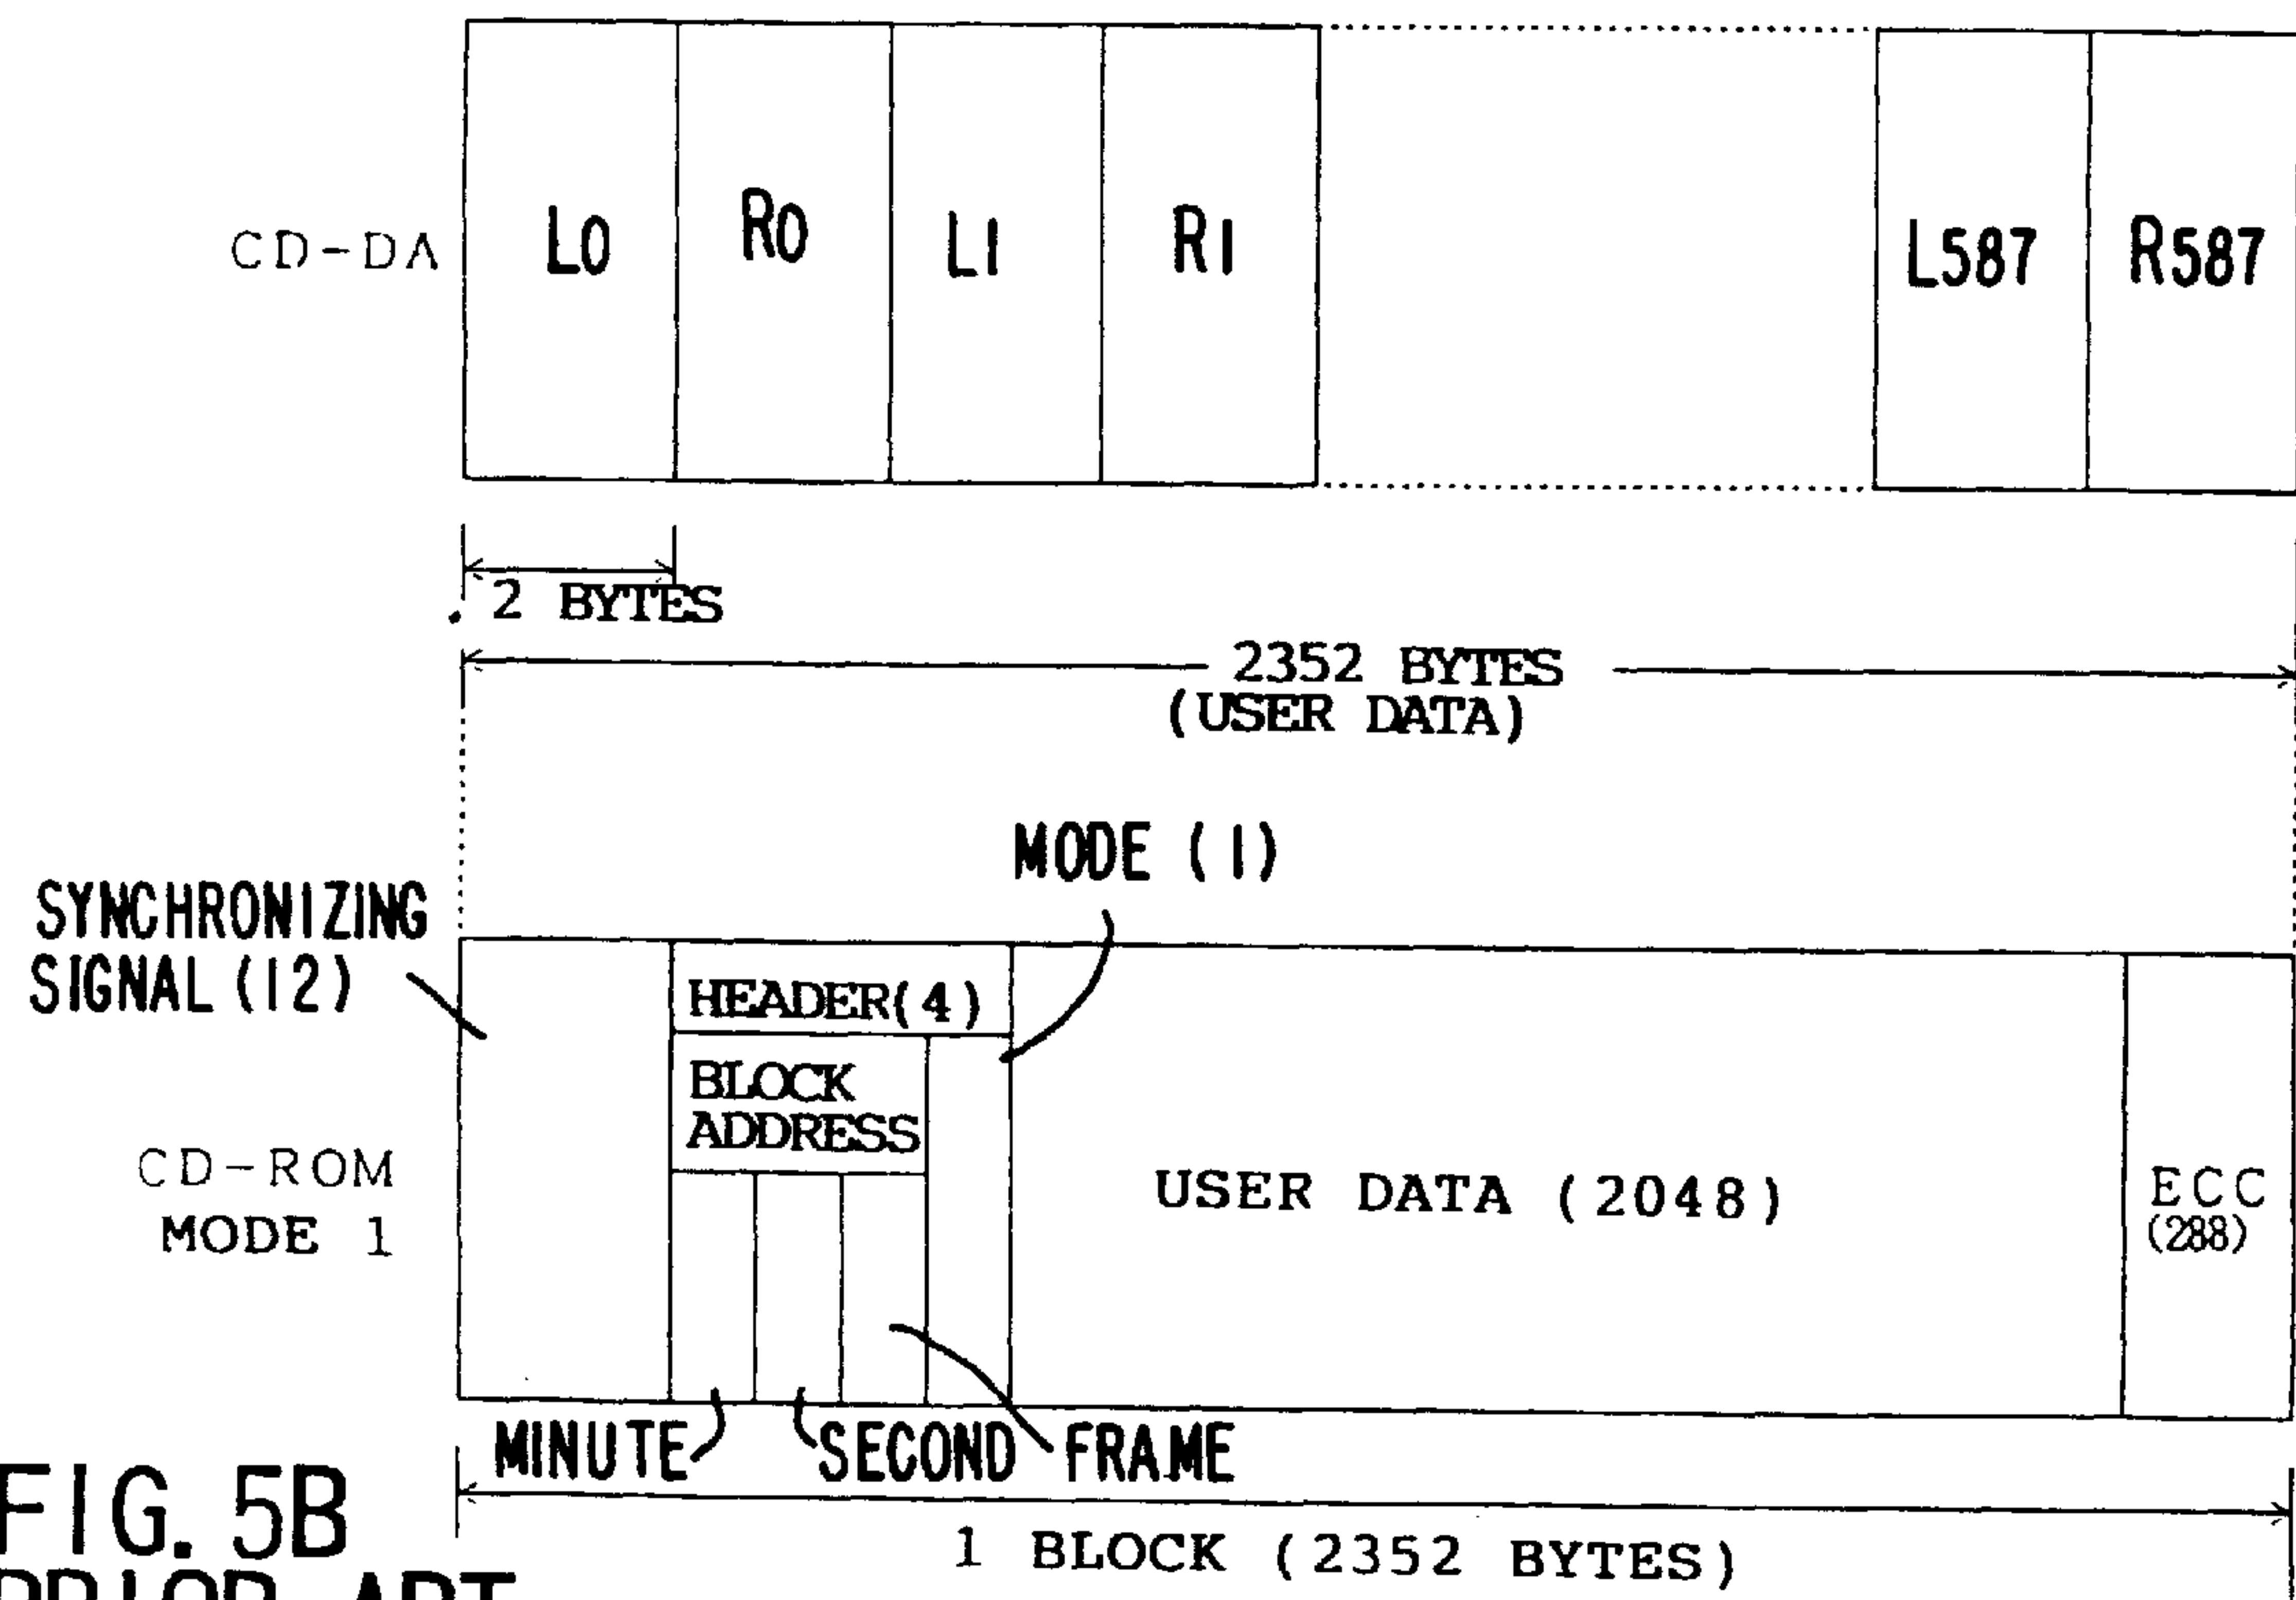 CD-DA
L0
R0
L1
R1
L587
R587
2 BYTES
2352 BYTES
(USER DATA)
MODE (1)
SYNCHRONIZING
SIGNAL (12)
HEADER(4)
BLOCK
ADDRESS
CD-ROM
MODE 1
USER DATA (2048)
ECC
(288)
MINUTE
SECOND
FRAME
1 BLOCK (2352 BYTES)
FIG. 5B
PRIOR ART